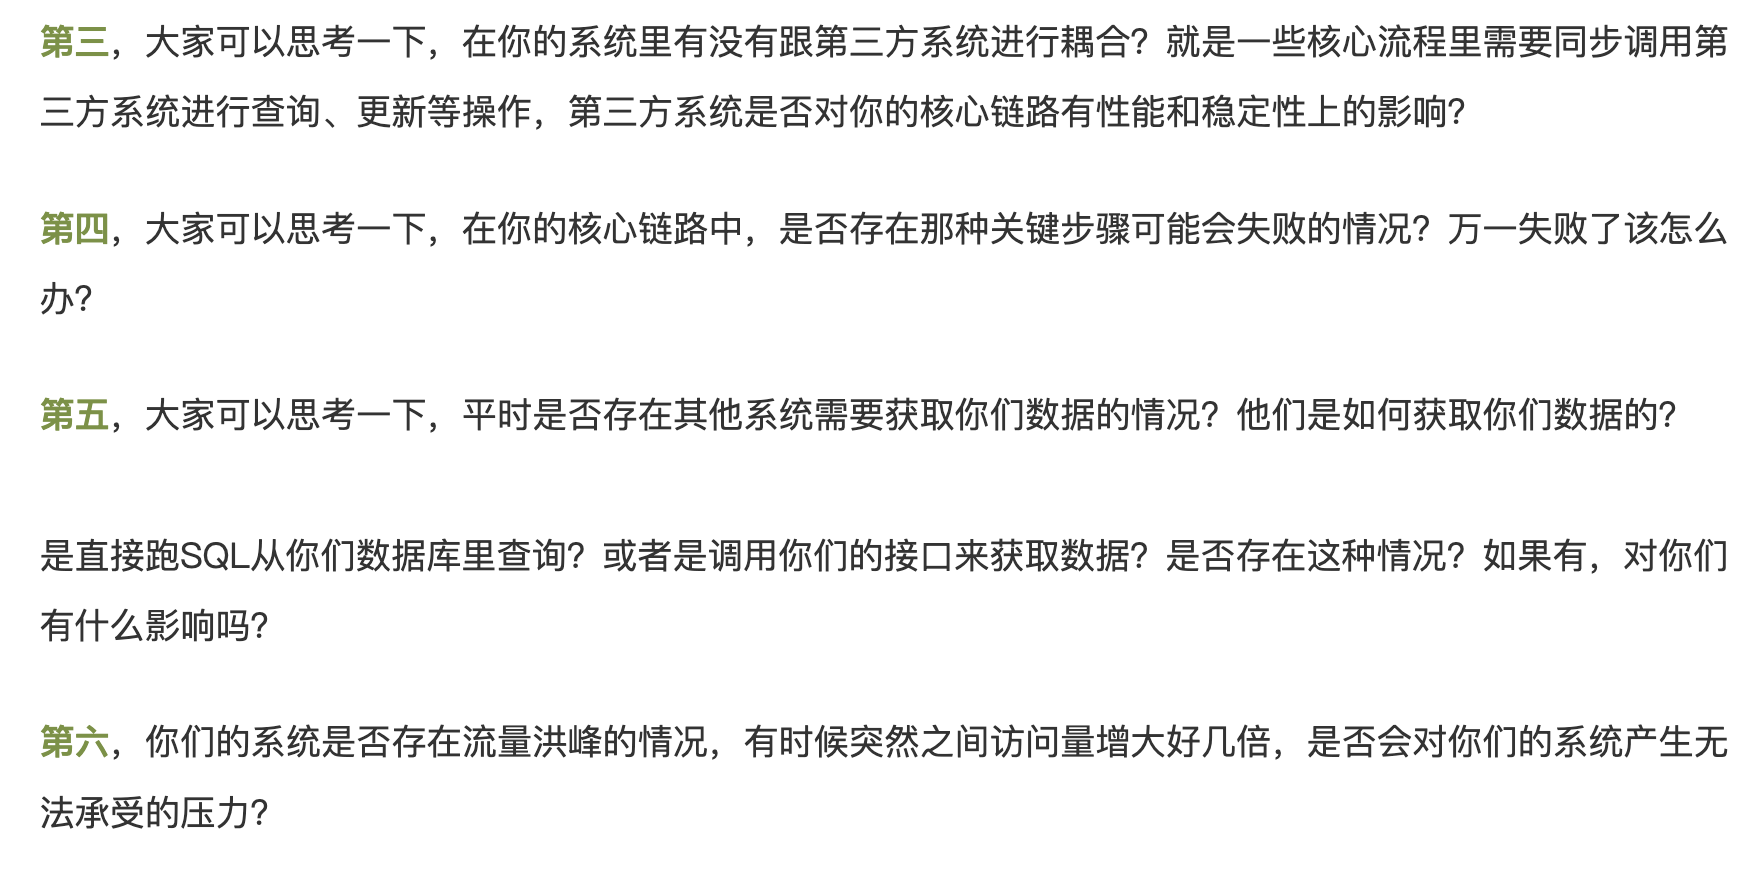 第三，大家可以思考一下，在你的系统里有没有跟第三方系统进行耦合？就是一些核心流程里需要同步调用第
三方系统进行查询、更新等操作，第三方系统是否对你的核心链路有性能和稳定性上的影响？
第四，大家可以思考一下，在你的核心链路中，是否存在那种关键步骤可能会失败的情况？万一失败了该怎么
办？
第五，大家可以思考一下，平时是否存在其他系统需要获取你们数据的情况？他们是如何获取你们数据的？
是直接跑SQL从你们数据库里查询？或者是调用你们的接口来获取数据？是否存在这种情况？如果有，对你们
有什么影响吗？
第六，你们的系统是否存在流量洪峰的情况，有时候突然之间访问量增大好几倍，是否会对你们的系统产生无
法承受的压力？